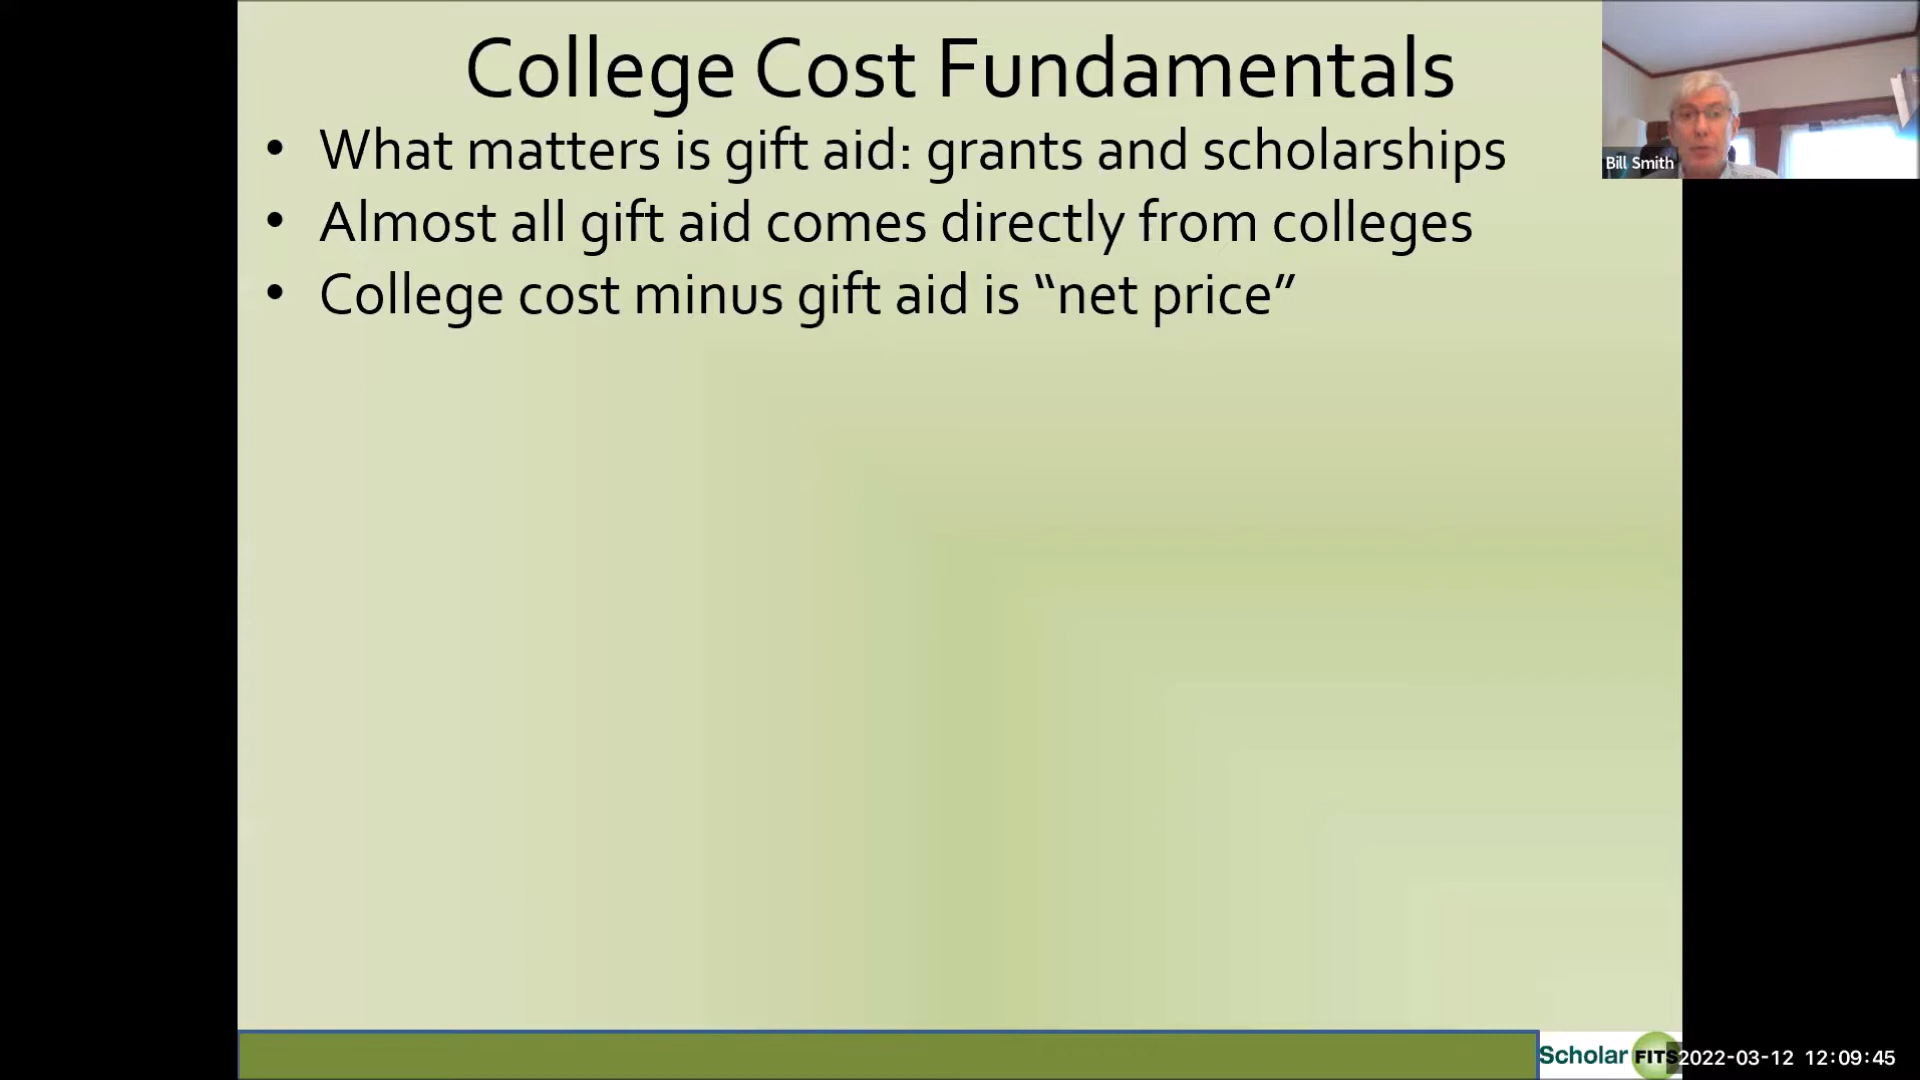 College Cost Fundamentals
• What matters is gift aid: grants and scholarships
• Almost all gift aid comes directly from colleges
• College cost minus gift aid is “net price”
Bill Smith
Scholar FITS
2022-03-12 12:09:45